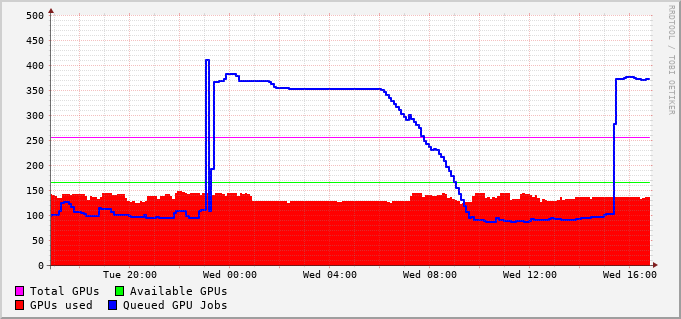 500
450
400
350
300
250
200
150
100
50
0
Tue 20:00 Wed 00:00 Wed 04:00 Wed 08:00 Wed 12:00 Wed 16:00
Total GPUs Available GPUs
GPUs used Queued GPU Jobs
RRDTOOL / TOBI OETIKER